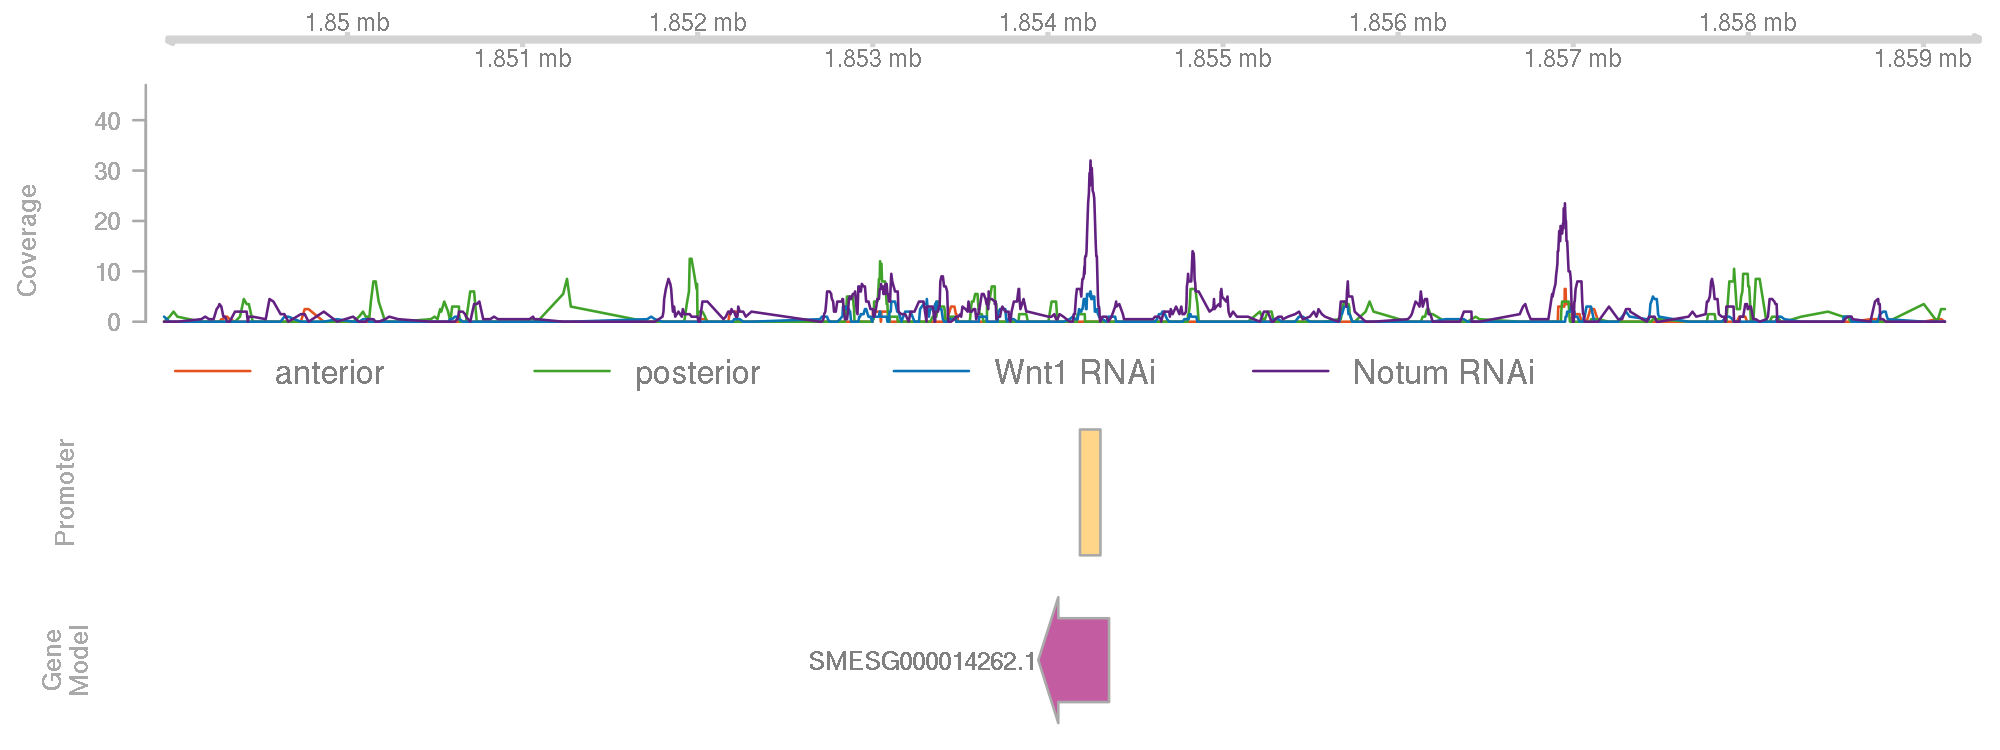 1.85 mb 1.852 mb 1.854 mb 1.856 mb 1.858 mb
1.851 mb 1.853 mb 1.855 mb 1.857 mb 1.859 mb
Coverage
40
30
20
10
0
anterior posterior Wnt1 RNAi Notum RNAi
Promoter
Gene
Model
SMESG000014262.1